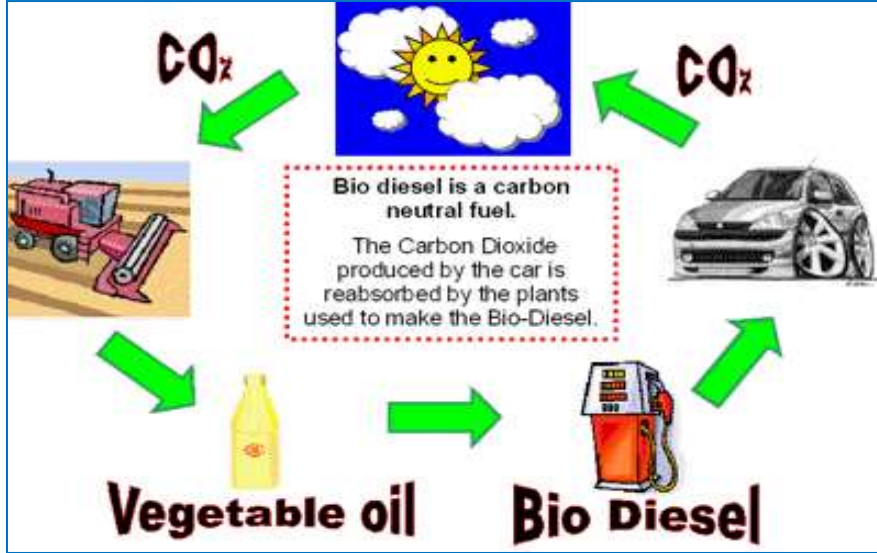 CO₂
CO₂
Bio diesel is a carbon
neutral fuel.
The Carbon Dioxide
produced by the car is
reabsorbed by the plants
used to make the Bio-Diesel.
Vegetable oil
Bio Diesel